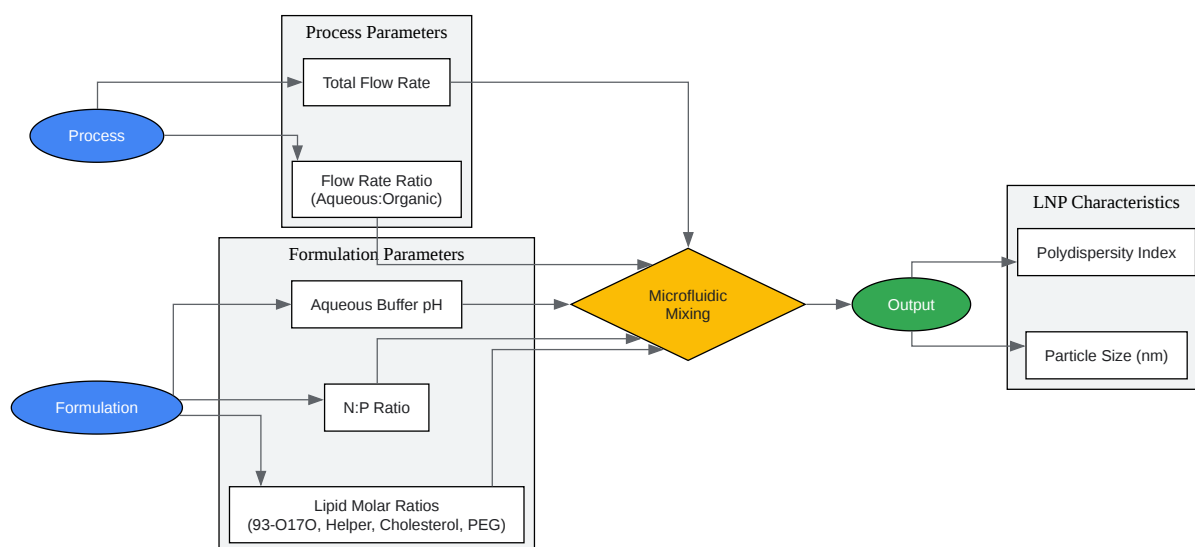 Process Parameters
Total Flow Rate
Process
Flow Rate Ratio
(Aqueous:Organic)
Formulation Parameters
Aqueous Buffer pH
Formulation
N:P Ratio
Lipid Molar Ratios
(93-O17O, Helper, Cholesterol, PEG)
Microfluidic
Mixing
Output
LNP Characteristics
Polydispersity Index
Particle Size (nm)